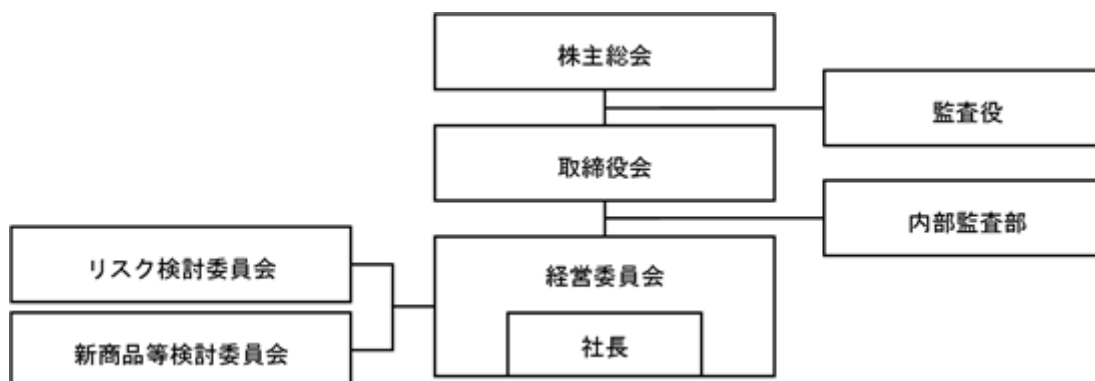 株主総会
監査役
取締役会
内部監査部
リスク検討委員会
経営委員会
新商品等検討委員会
社長